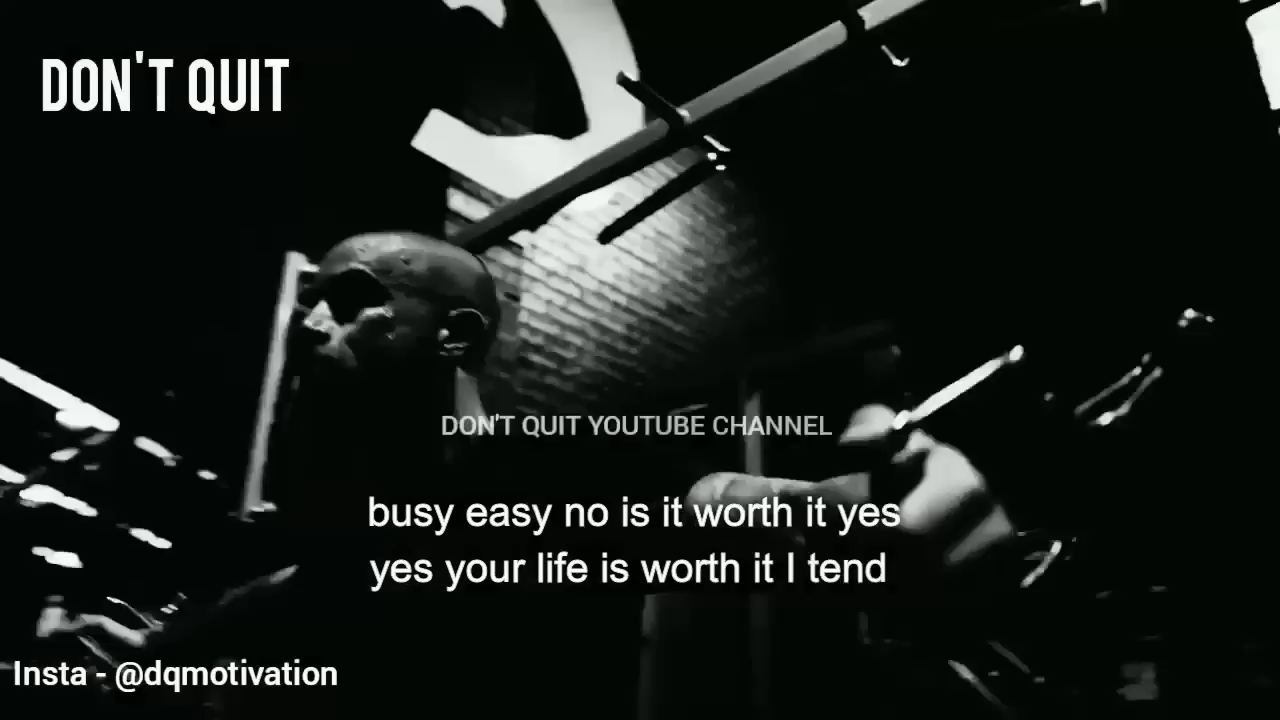 DON'T QUIT
DON'T QUIT YOUTUBE CHANNEL
busy easy no is it worth it yes
yes your life is worth it I tend
Insta - @dqmotivation